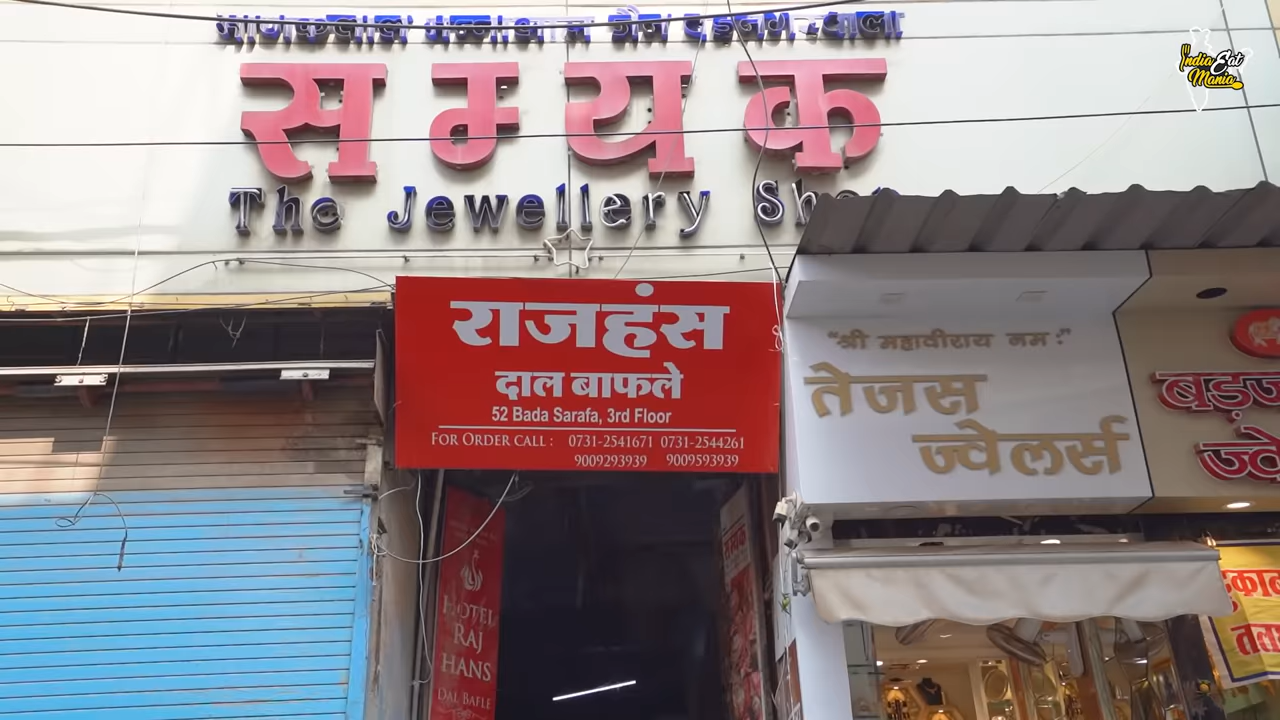 सम्यक
The Jewellery
राजहंस
दाल बाफले
52 Bada Sarafa, 3rd Floor
FOR ORDER CALL : 0731-2541671 0731-2544261
9009293939 9009593939
"श्री महावीराय नम:"
तेजस
ज्वेलर्स
HOTEL
RAJ
HANS
DAL BAFLE
India Eat
Mania